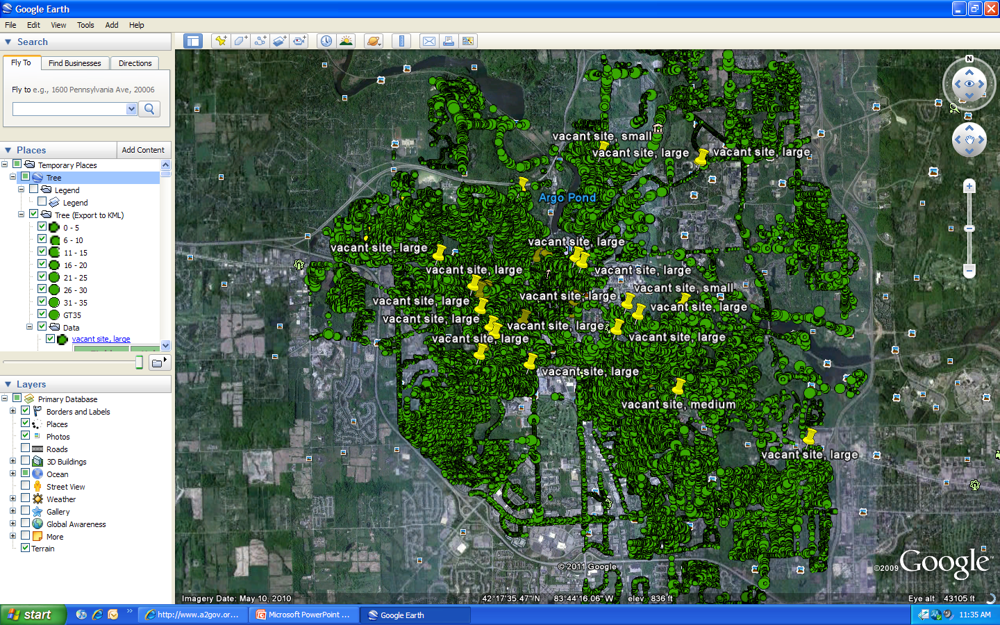 Google Earth
File Edit View Tools Add Help
Search
Fly To Find Businesses Directions
Fly to e.g., 1600 Pennsylvania Ave, 20006
Places Add Content
Temporary Places
Tree
Legend
Legend
Tree (Export to KML)
0 - 5
6 - 10
11 - 15
16 - 20
21 - 25
26 - 30
31 - 35
GT35
Data
vacant site, large
Layers
Primary Database
Borders and Labels
Places
Photos
Roads
3D Buildings
Ocean
Street View
Weather
Gallery
Global Awareness
More
Terrain
N
vacant site, small
vacant site, large
vacant site, large
Argo Pond
vacant site, large
vacant site, large
vacant site, large
vacant site, large
vacant site, small
vacant site, large
vacant site, large
vacant site, large
vacant site, large
vacant site, large
vacant site, large
vacant site, large
vacant site, large
vacant site, medium
vacant site, large
© 2011 Google
©2009 Google™
Imagery Date: May 10, 2010 42°17'35.47" N 83°44'16.06" W elev 836 ft Eye alt 43105 ft
start http://www.a2gov.or... Microsoft PowerPoint ... Google Earth 11:35 AM